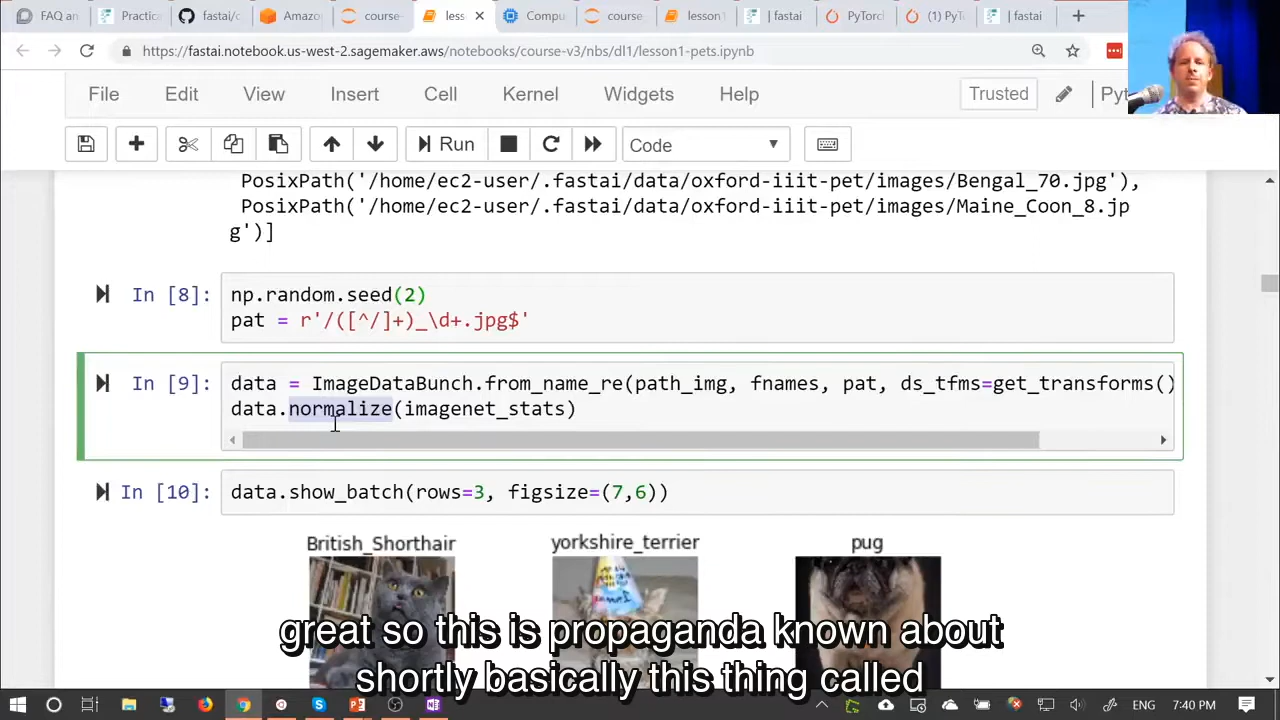 FAQ an
Practica
fastai/c
Amazo
course-
less
Compu
course
lesson1
| fastai
PyTorc
(1) PyT
| fastai
https://fastai.notebook.us-west-2.sagemaker.aws/notebooks/course-v3/nbs/dl1/lesson1-pets.ipynb
File Edit View Insert Cell Kernel Widgets Help Trusted Pyt
Run Code
PosixPath('/home/ec2-user/.fastai/data/oxford-iiit-pet/images/Bengal_70.jpg'),
PosixPath('/home/ec2-user/.fastai/data/oxford-iiit-pet/images/Maine_Coon_8.jp
g')]
In [8]: np.random.seed(2)
pat = r'/([^/]+)_\d+.jpg$'
In [9]: data = ImageDataBunch.from_name_re(path_img, fnames, pat, ds_tfms=get_transforms()
data.normalize(imagenet_stats)
In [10]: data.show_batch(rows=3, figsize=(7,6))
British_Shorthair yorkshire_terrier pug
great so this is propaganda known about
shortly basically this thing called
ENG 7:40 PM